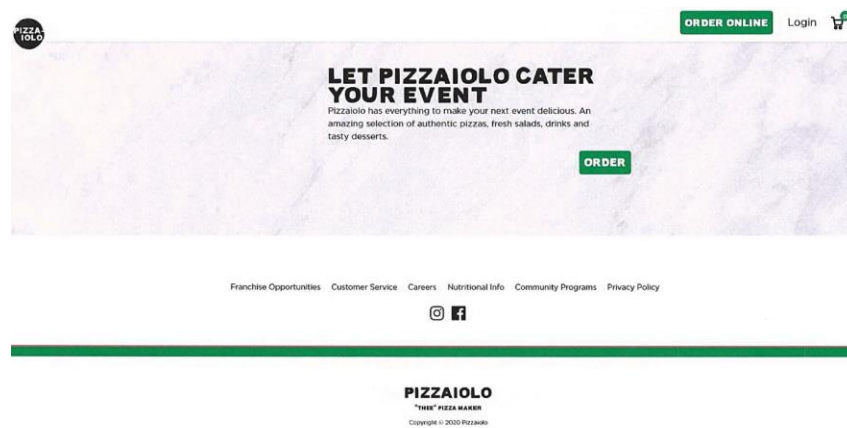 PIZZA-
IOLO
ORDER ONLINE Login 0
LET PIZZAIOLO CATER
YOUR EVENT
Pizzaiolo has everything to make your next event delicious. An
amazing selection of authentic pizzas, fresh salads, drinks and
tasty desserts.
ORDER
Franchise Opportunities Customer Service Careers Nutritional Info Community Programs Privacy Policy
PIZZAIOLO
"THEE" PIZZA MAKER
Copyright © 2020 Pizzaiolo